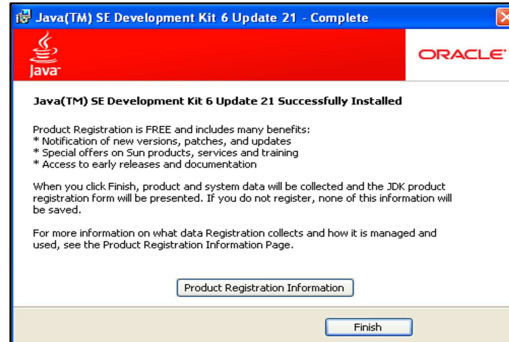 Java(TM) SE Development Kit 6 Update 21 - Complete
Java™
ORACLE®
Java(TM) SE Development Kit 6 Update 21 Successfully Installed
Product Registration is FREE and includes many benefits:
* Notification of new versions, patches, and updates
* Special offers on Sun products, services and training
* Access to early releases and documentation
When you click Finish, product and system data will be collected and the JDK product
registration form will be presented. If you do not register, none of this information will
be saved.
For more information on what data Registration collects and how it is managed and
used, see the Product Registration Information Page.
Product Registration Information
Finish